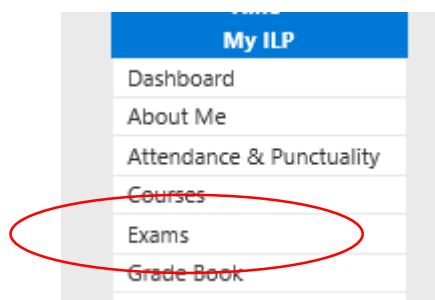 My ILP
Dashboard
About Me
Attendance & Punctuality
Courses
Exams
Grade Book